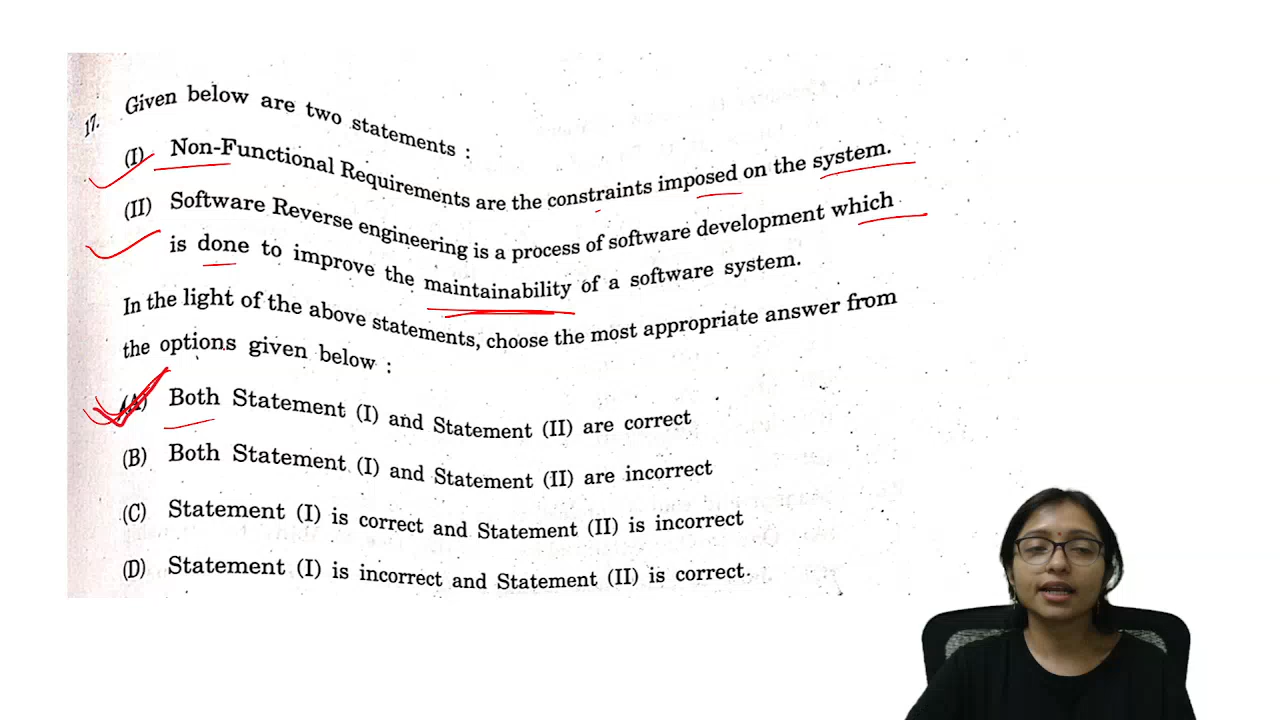 17. Given below are two statements :
(I) Non-Functional Requirements are the constraints imposed on the system.
(II) Software Reverse engineering is a process of software development which
is done to improve the maintainability of a software system.
In the light of the above statements, choose the most appropriate answer from
the options given below :
(A) Both Statement (I) and Statement (II) are correct
(B) Both Statement (I) and Statement (II) are incorrect
(C) Statement (I) is correct and Statement (II) is incorrect
(D) Statement (I) is incorrect and Statement (II) is correct.